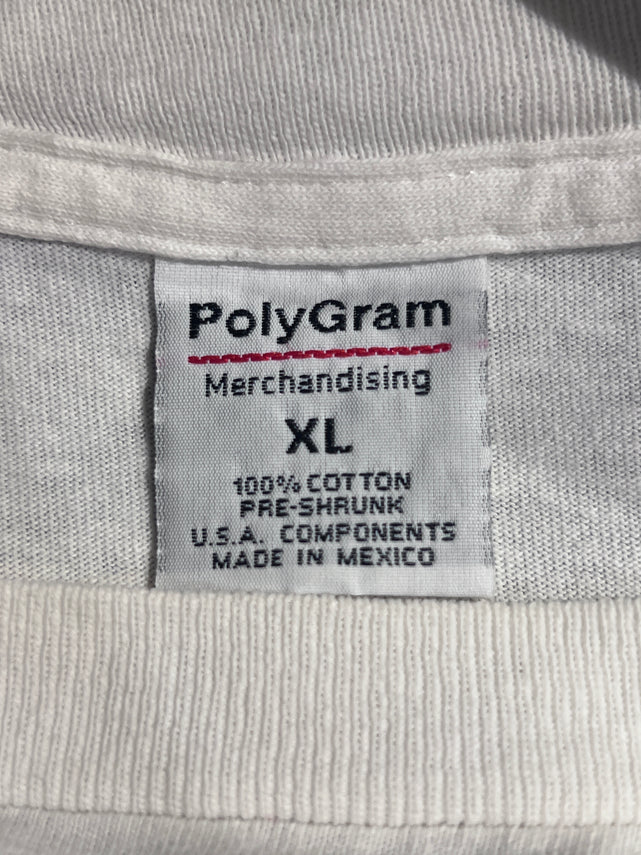 PolyGram
Merchandising
XL
100% COTTON
PRE-SHRUNK
U.S.A. COMPONENTS
MADE IN MEXICO